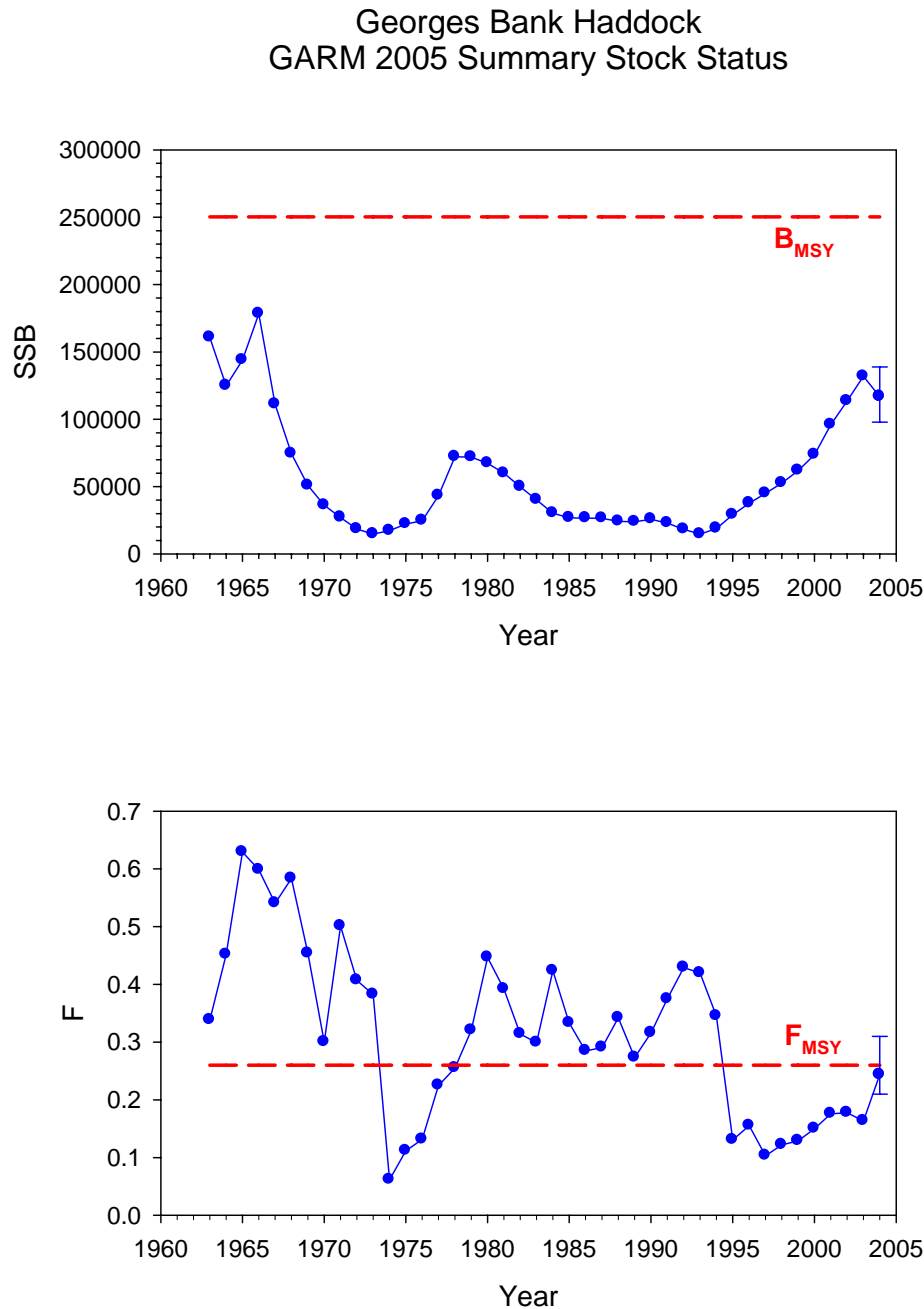 Georges Bank Haddock
GARM 2005 Summary Stock Status
300000
250000
200000
150000
100000
50000
0
SSB
B_MSY
1960 1965 1970 1975 1980 1985 1990 1995 2000 2005
Year
0.7
0.6
0.5
0.4
0.3
0.2
0.1
0.0
F
F_MSY
1960 1965 1970 1975 1980 1985 1990 1995 2000 2005
Year